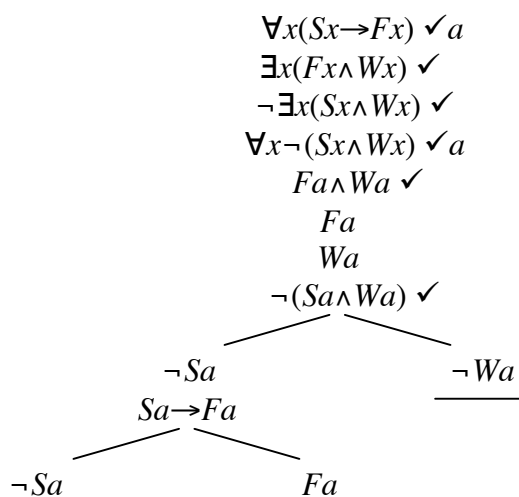 ∀x(Sx→Fx) ✓a
∃x(Fx∧Wx) ✓
¬∃x(Sx∧Wx) ✓
∀x¬(Sx∧Wx) ✓a
Fa∧Wa ✓
Fa
Wa
¬(Sa∧Wa) ✓
¬Sa ¬Wa
Sa→Fa
¬Sa Fa